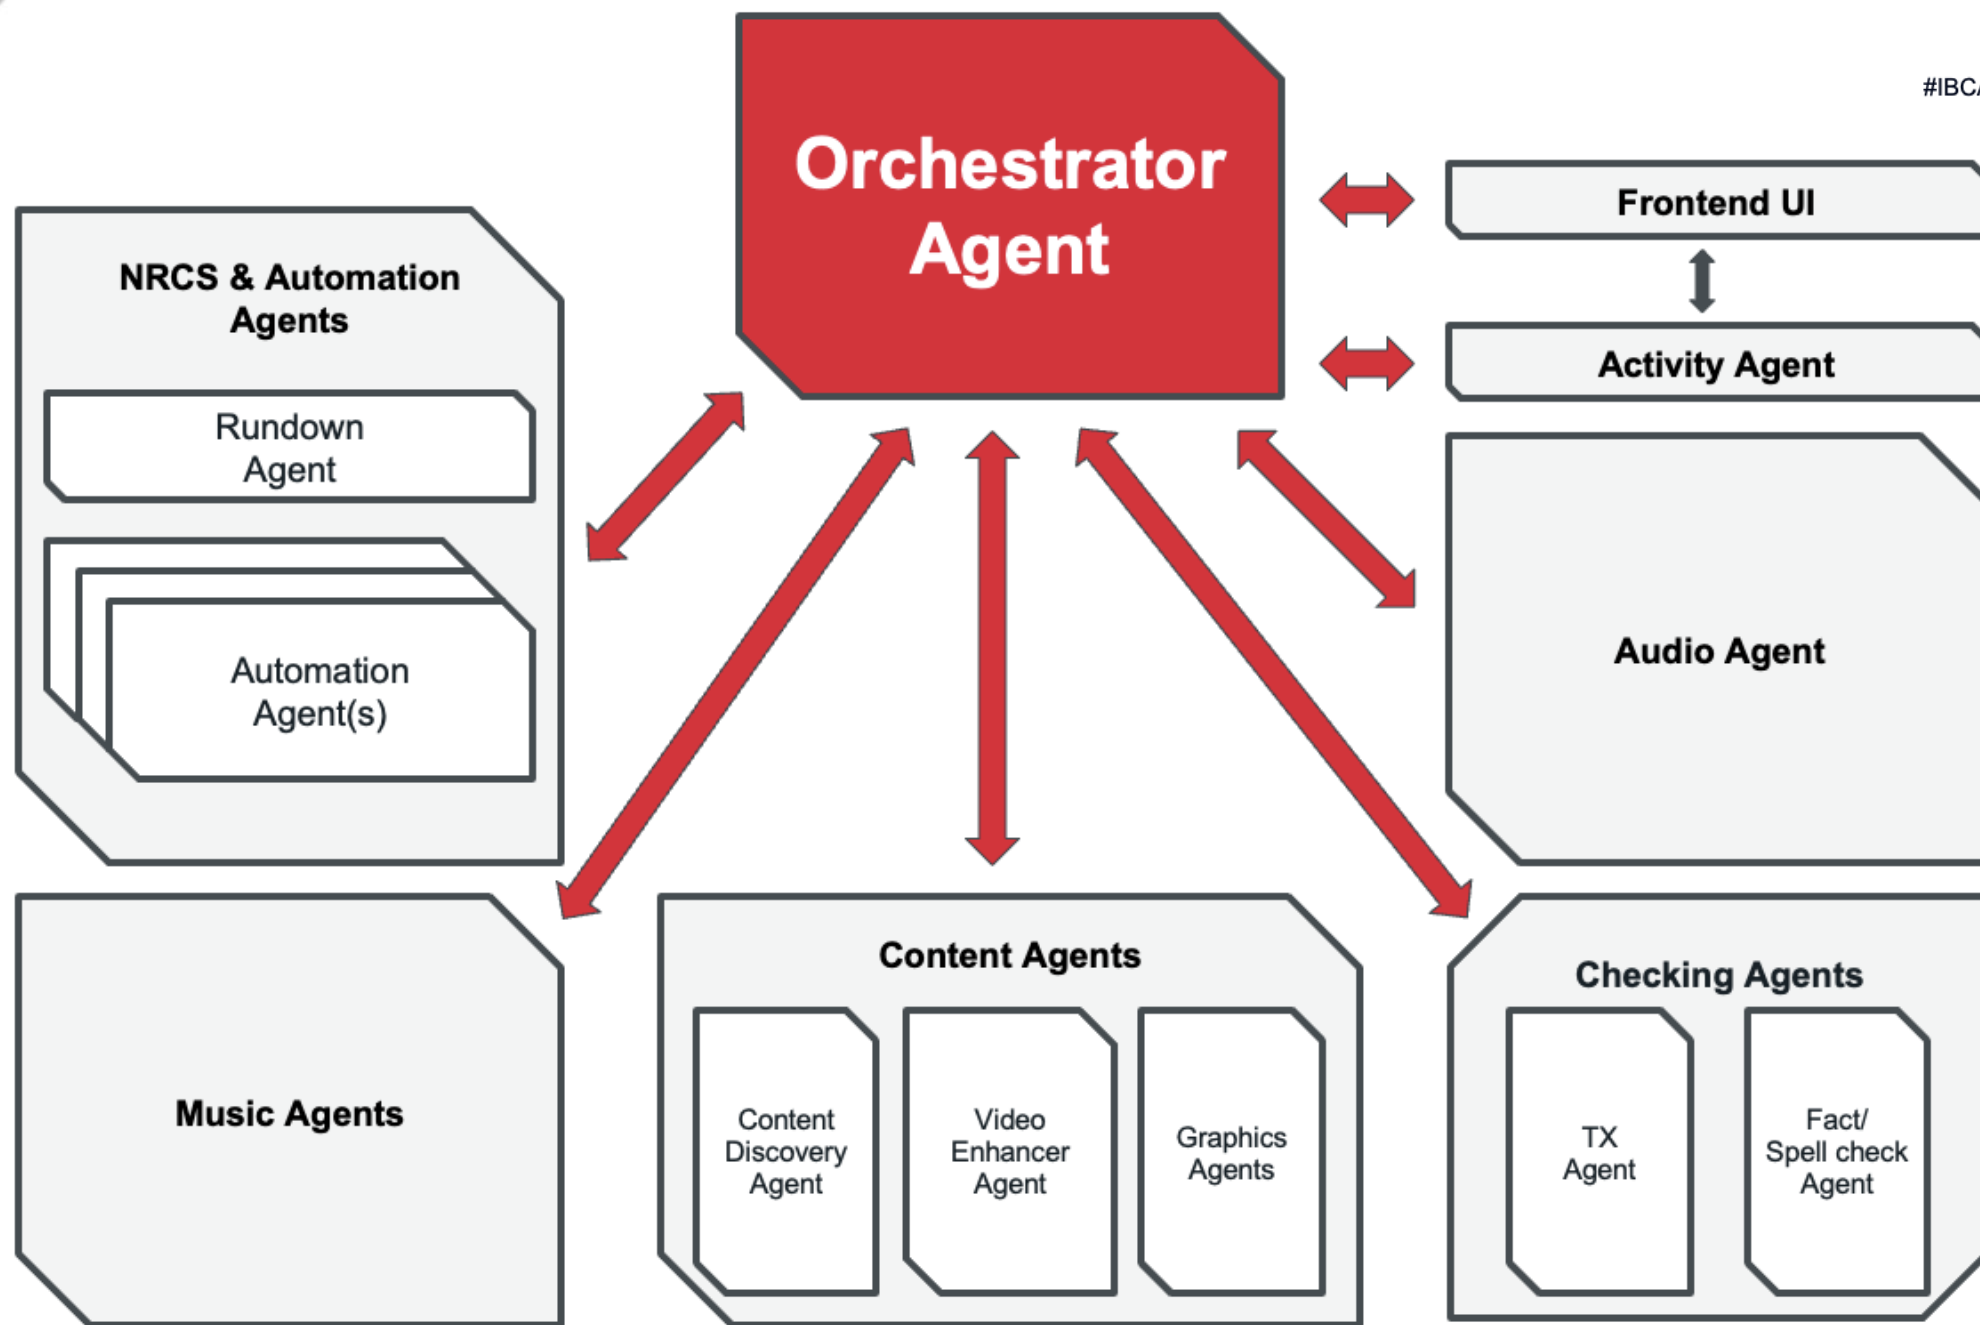 Orchestrator
Agent
#IBCA
Frontend UI
Activity Agent
NRCS & Automation
Agents
Rundown
Agent
Automation
Agent(s)
Audio Agent
Music Agents
Content Agents
Content
Discovery
Agent
Video
Enhancer
Agent
Graphics
Agents
Checking Agents
TX
Agent
Fact/
Spell check
Agent